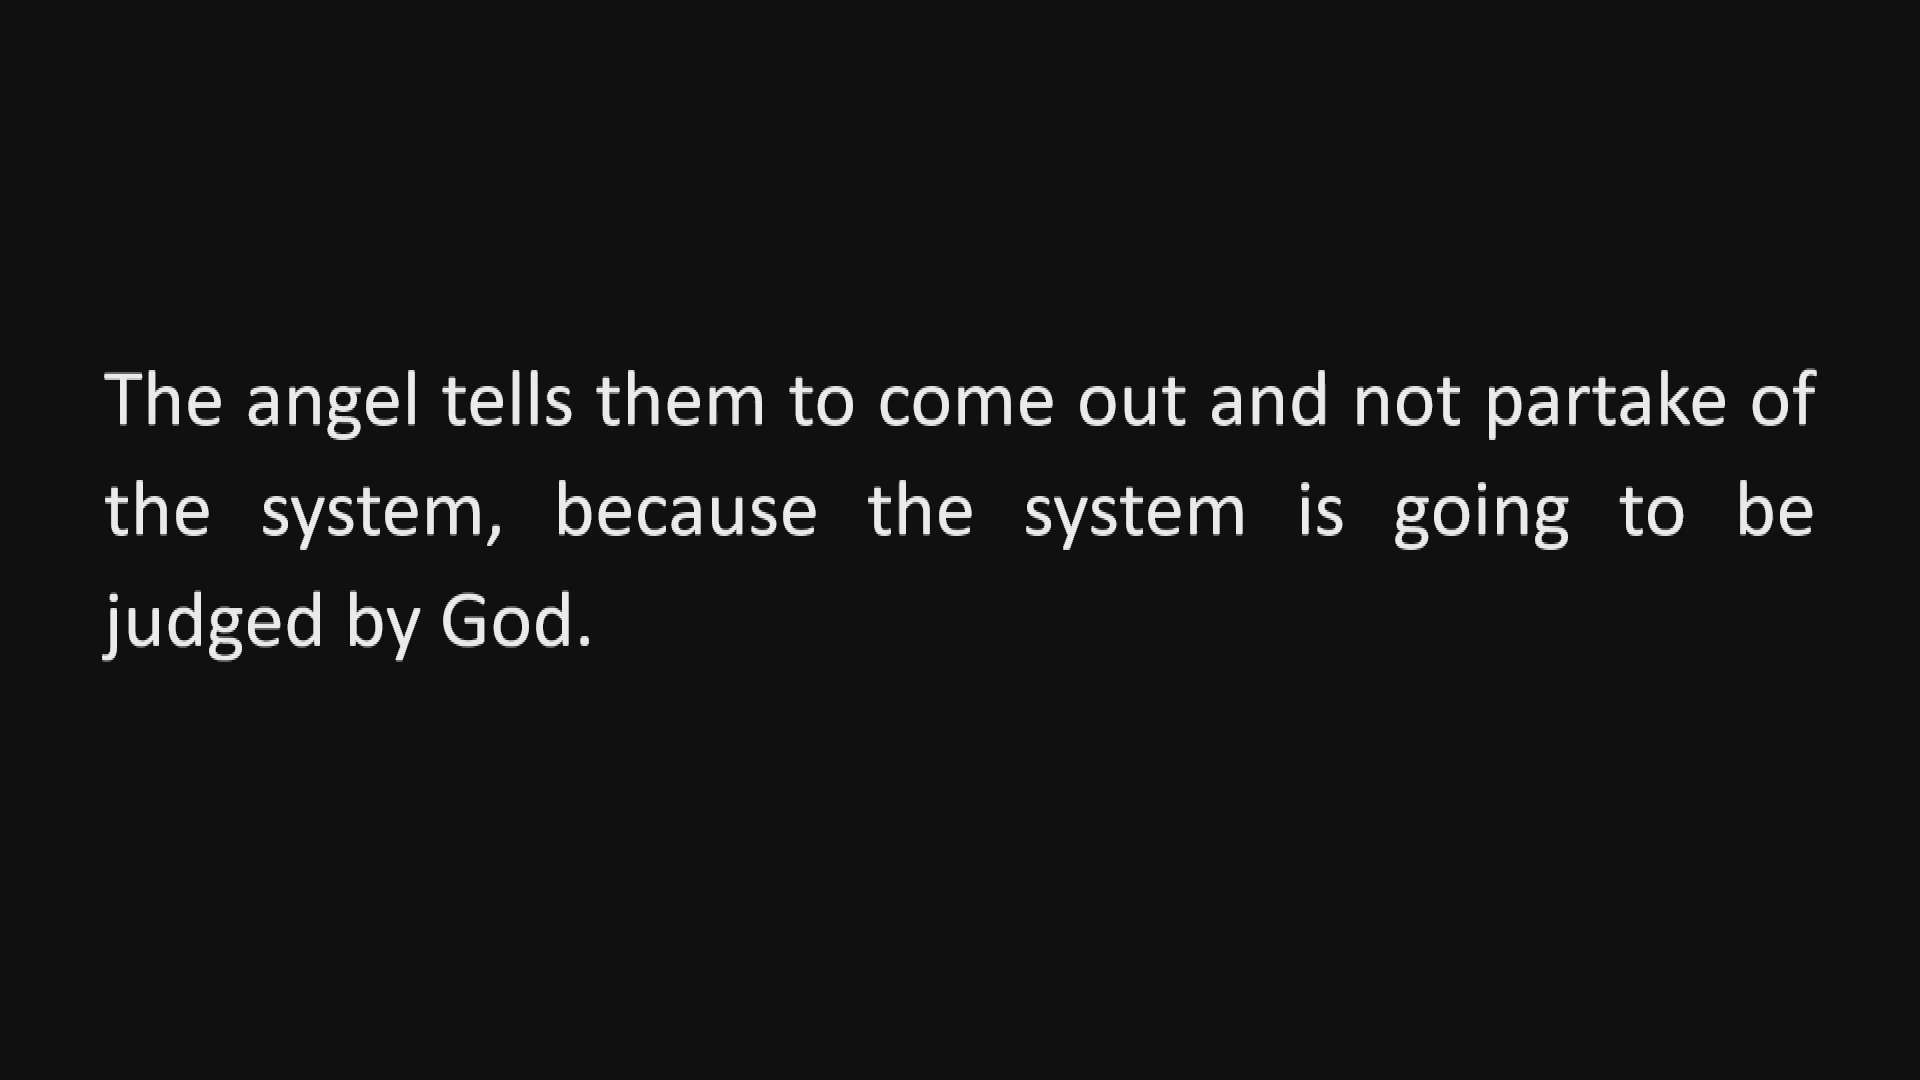 The angel tells them to come out and not partake of
the system, because the system is going to be
judged by God.